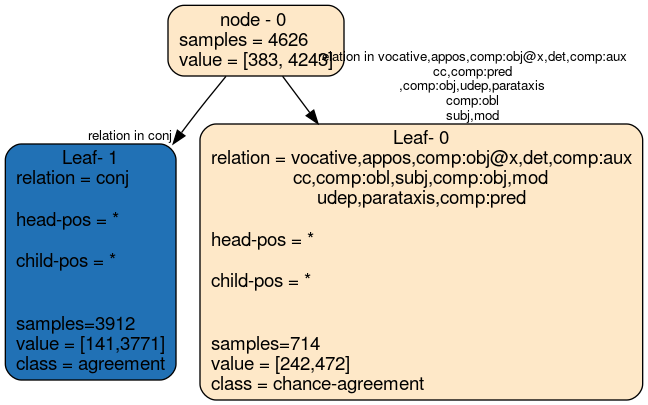 node - 0
samples = 4626
value = [383, 4243]
relation in vocative,appos,comp:obj@x,det,comp:aux
cc,comp:pred
,comp:obj,udep,parataxis
comp:obl
subj,mod
relation in conj
Leaf- 1
relation = conj
head-pos = *
child-pos = *
samples=3912
value = [141,3771]
class = agreement
Leaf- 0
relation = vocative,appos,comp:obj@x,det,comp:aux
cc,comp:obl,subj,comp:obj,mod
udep,parataxis,comp:pred
head-pos = *
child-pos = *
samples=714
value = [242,472]
class = chance-agreement